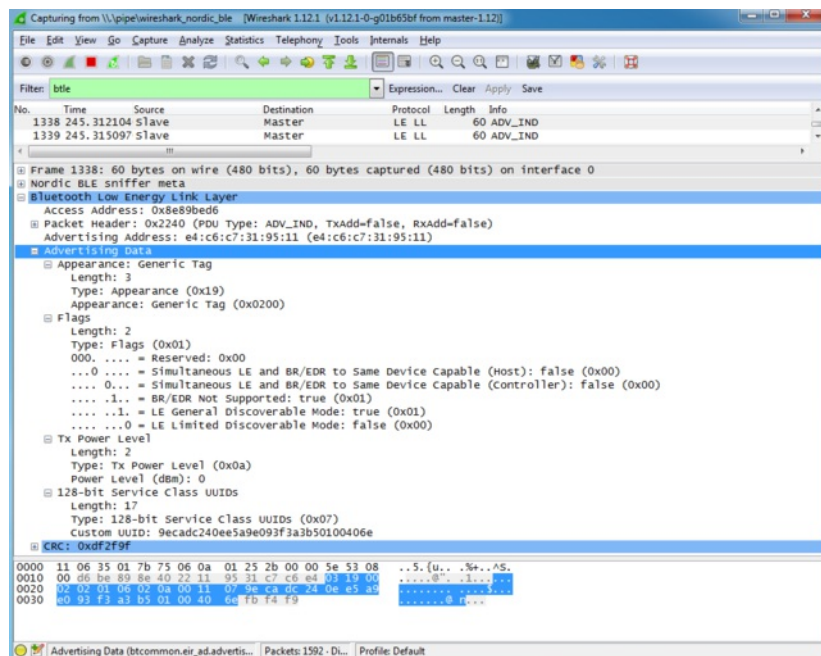 Capturing from \\.\pipe\wireshark_nordic_ble [Wireshark 1.12.1 (v1.12.1-0-g01b65bf from master-1.12)]
File Edit View Go Capture Analyze Statistics Telephony Tools Internals Help
Filter: btle Expression... Clear Apply Save
No. Time Source Destination Protocol Length Info
1338 245.312104 Slave Master LE LL 60 ADV_IND
1339 245.315097 Slave Master LE LL 60 ADV_IND
Frame 1338: 60 bytes on wire (480 bits), 60 bytes captured (480 bits) on interface 0
Nordic BLE sniffer meta
Bluetooth Low Energy Link Layer
Access Address: 0x8e89bed6
Packet Header: 0x2240 (PDU Type: ADV_IND, TxAdd=false, RxAdd=false)
Advertising Address: e4:c6:c7:31:95:11 (e4:c6:c7:31:95:11)
Advertising Data
Appearance: Generic Tag
Length: 3
Type: Appearance (0x19)
Appearance: Generic Tag (0x0200)
Flags
Length: 2
Type: Flags (0x01)
000. .... = Reserved: 0x00
...0 .... = Simultaneous LE and BR/EDR to Same Device Capable (Host): false (0x00)
.... 0... = Simultaneous LE and BR/EDR to Same Device Capable (Controller): false (0x00)
.... .1.. = BR/EDR Not Supported: true (0x01)
.... ..1. = LE General Discoverable Mode: true (0x01)
.... ...0 = LE Limited Discoverable Mode: false (0x00)
Tx Power Level
Length: 2
Type: Tx Power Level (0x0a)
Power Level (dBm): 0
128-bit Service Class UUIDs
Length: 17
Type: 128-bit Service Class UUIDs (0x07)
Custom UUID: 9ecadc240ee5a9e093f3a3b50100406e
CRC: 0xdf2f9f
0000 11 06 35 01 7b 75 06 0a 01 25 2b 00 00 5e 53 08 ..5.{u.. .%+..^S.
0010 00 d6 be 89 8e 40 22 11 95 31 c7 c6 e4 03 19 00 .....@". .1......
0020 02 02 01 06 02 0a 00 11 07 9e ca dc 24 0e e5 a9 ........ ....$...
0030 e0 93 f3 a3 b5 01 00 40 6e fb f4 f9 .......@ n...
Advertising Data (btcommon.eir_ad.advertis... Packets: 1592 · Di... Profile: Default